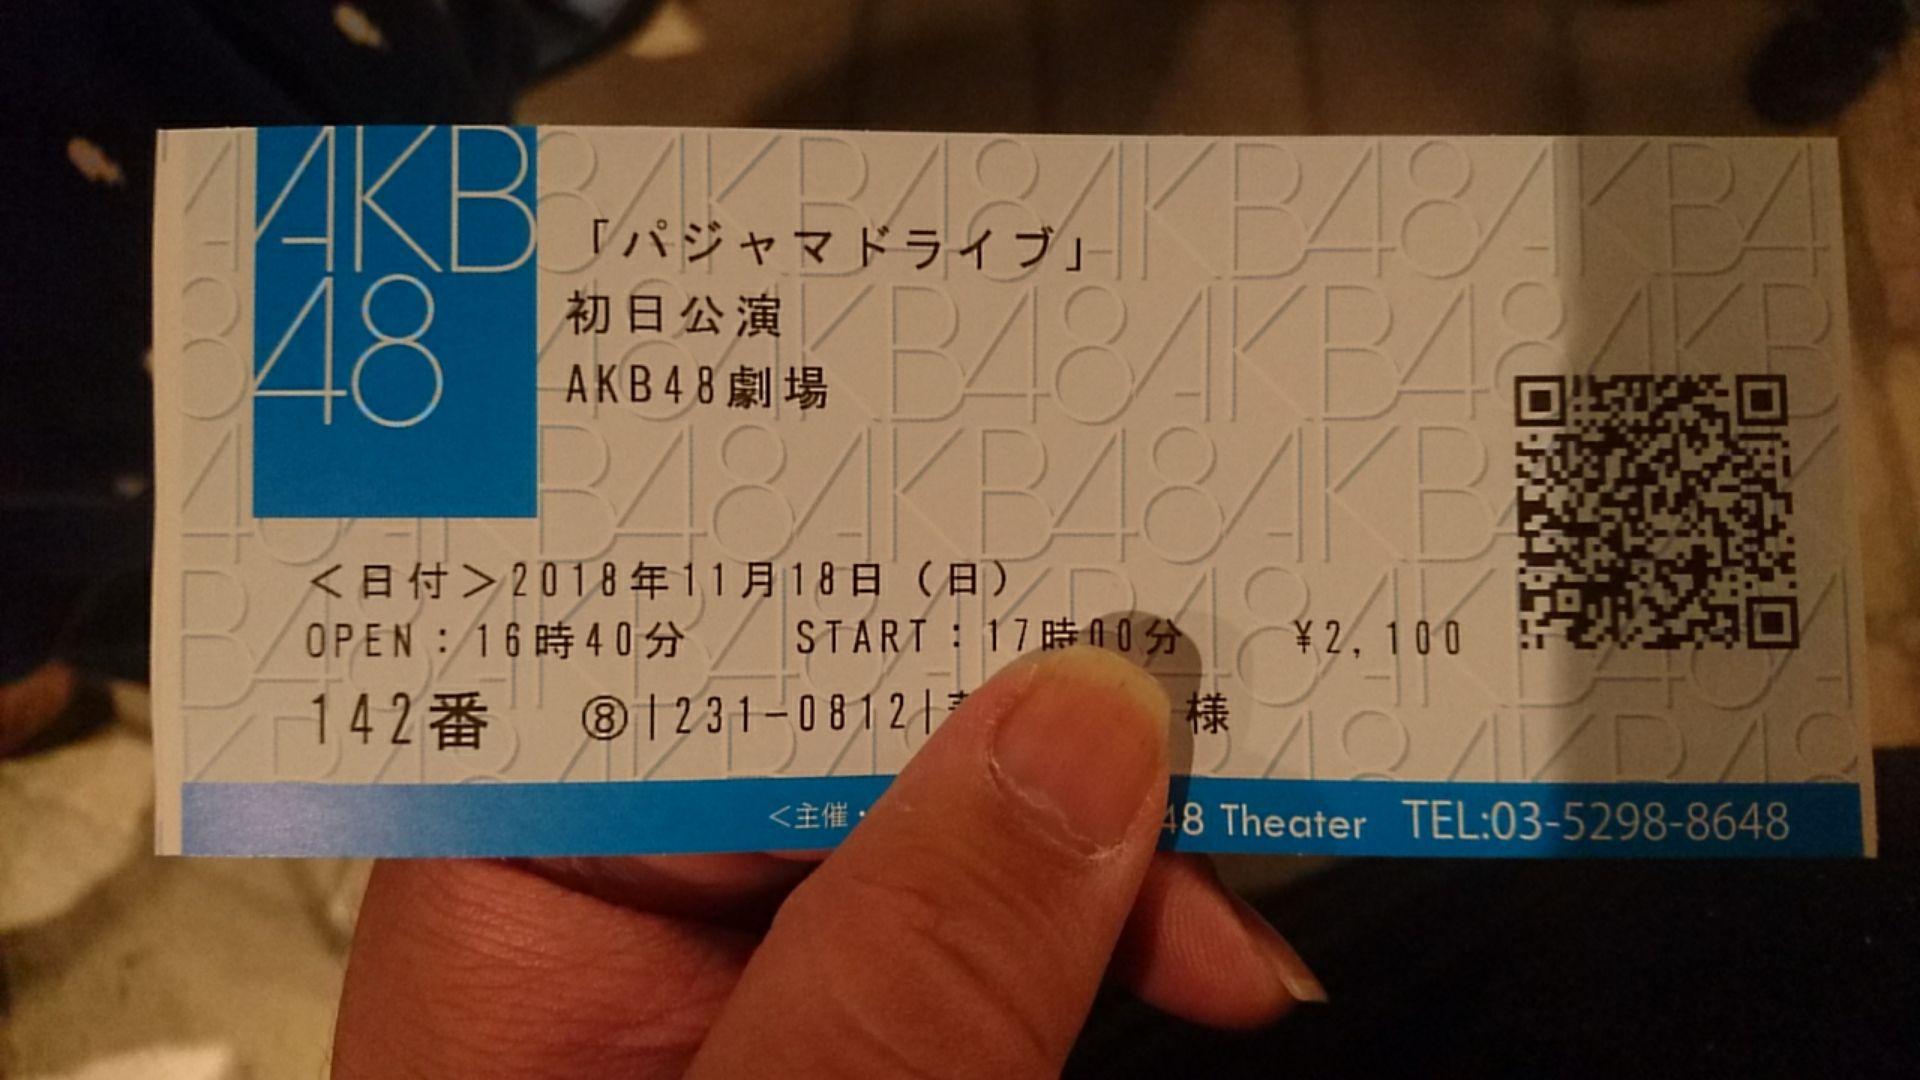 AKB
48
「パジャマドライブ」
初日公演
AKB48劇場
<日付>2018年11月18日(日)
OPEN:16時40分 START:17時00分 ¥2,100
142番 ⑧|231-0812| 様
<主催: 48 Theater TEL:03-5298-8648